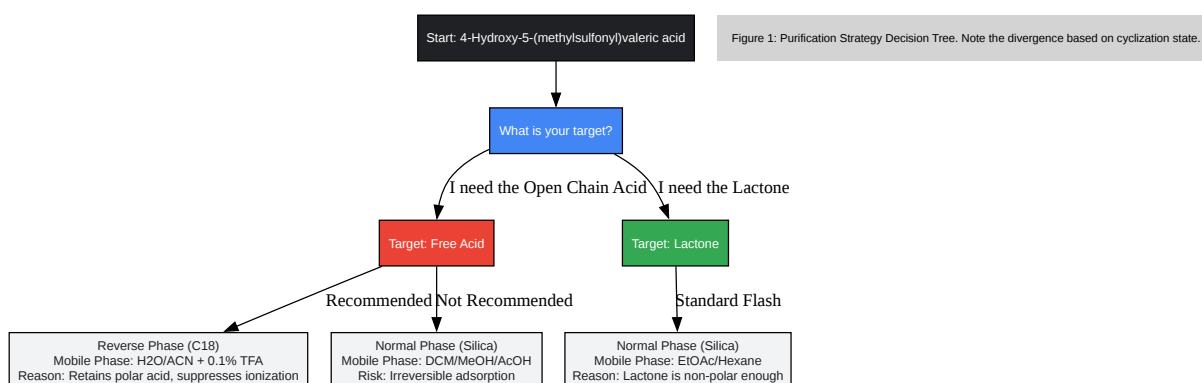 Start: 4-Hydroxy-5-(methylsulfonyl)valeric acid
Figure 1: Purification Strategy Decision Tree. Note the divergence based on cyclization state.
What is your target?
I need the Open Chain Acid
I need the Lactone
Target: Free Acid
Target: Lactone
Recommended
Not Recommended
Standard Flash
Reverse Phase (C18)
Mobile Phase: H2O/ACN + 0.1% TFA
Reason: Retains polar acid, suppresses ionization
Normal Phase (Silica)
Mobile Phase: DCM/MeOH/AcOH
Risk: Irreversible adsorption
Normal Phase (Silica)
Mobile Phase: EtOAc/Hexane
Reason: Lactone is non-polar enough